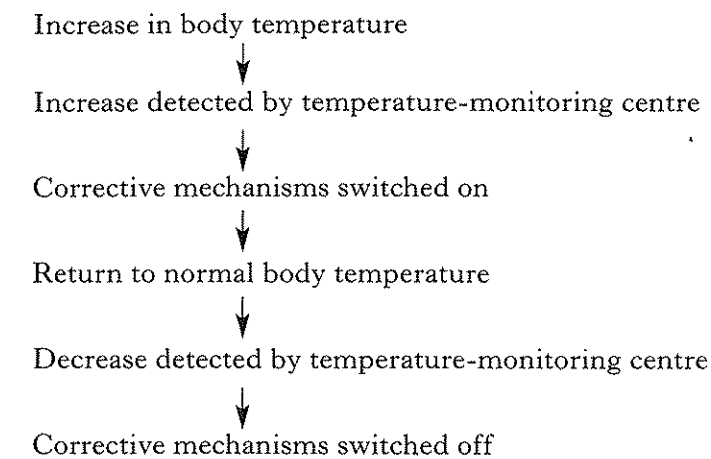 Increase in body temperature
Increase detected by temperature-monitoring centre
Corrective mechanisms switched on
Return to normal body temperature
Decrease detected by temperature-monitoring centre
Corrective mechanisms switched off